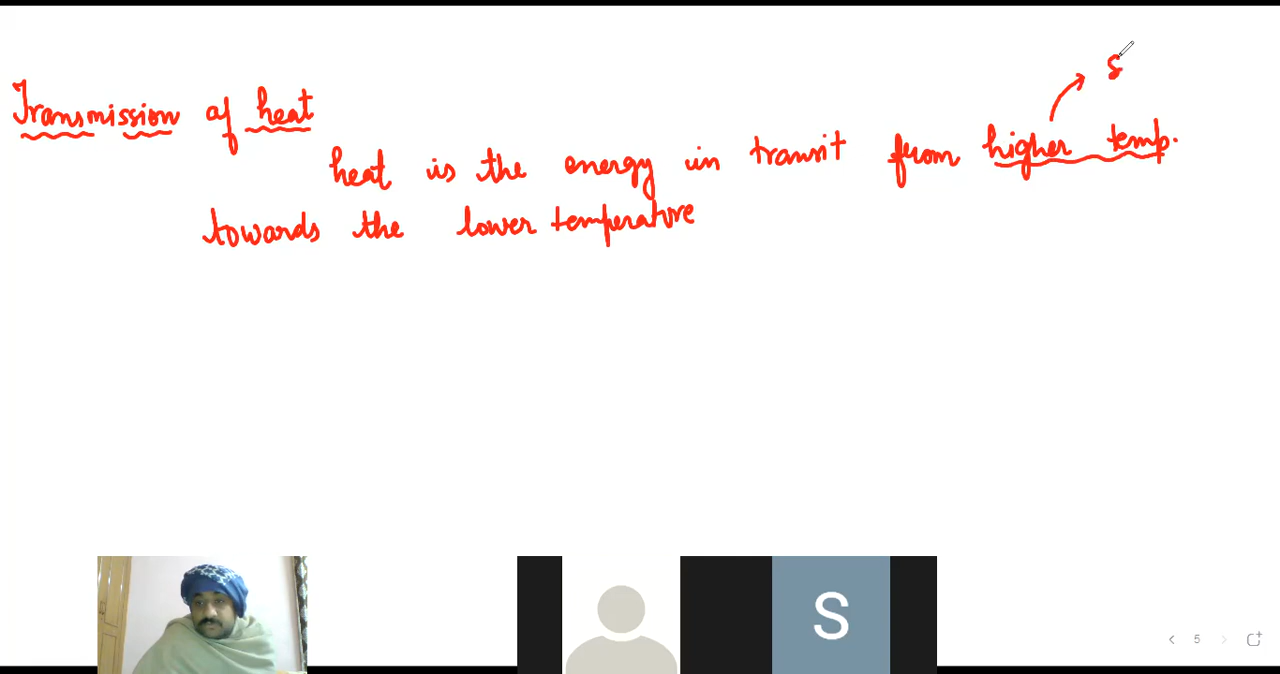 s
Transmission of heat
heat is the energy in transit from higher temp.
towards the lower temperature
S
5